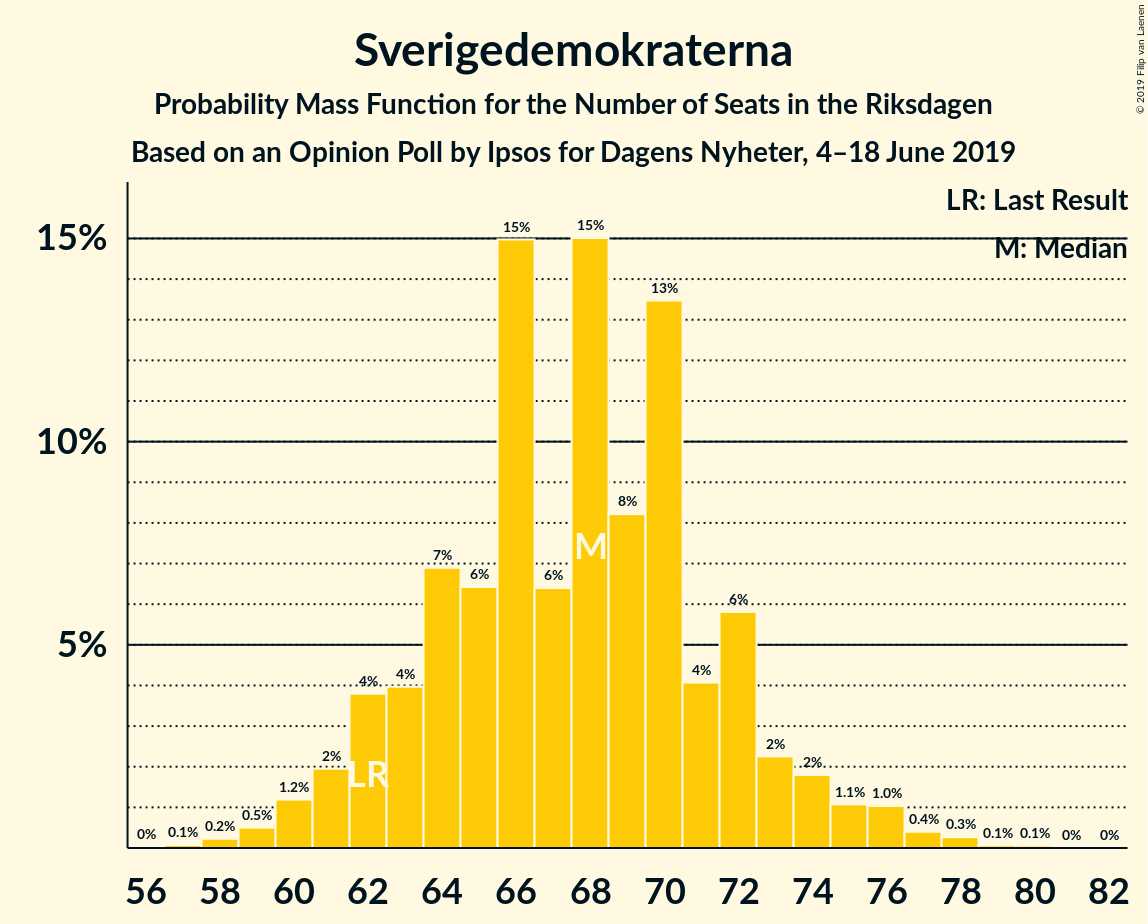 Sverigedemokraterna
Probability Mass Function for the Number of Seats in the Riksdagen
Based on an Opinion Poll by Ipsos for Dagens Nyheter, 4–18 June 2019
© 2019 Filip van Laenen
LR: Last Result
M: Median
15%
10%
5%
0% 0.1% 0.2% 0.5% 1.2% 2% 4% 4% 7% 6% 15% 6% 15% 8% 13% 4% 6% 2% 2% 1.1% 1.0% 0.4% 0.3% 0.1% 0.1% 0% 0%
LR
M
56 58 60 62 64 66 68 70 72 74 76 78 80 82